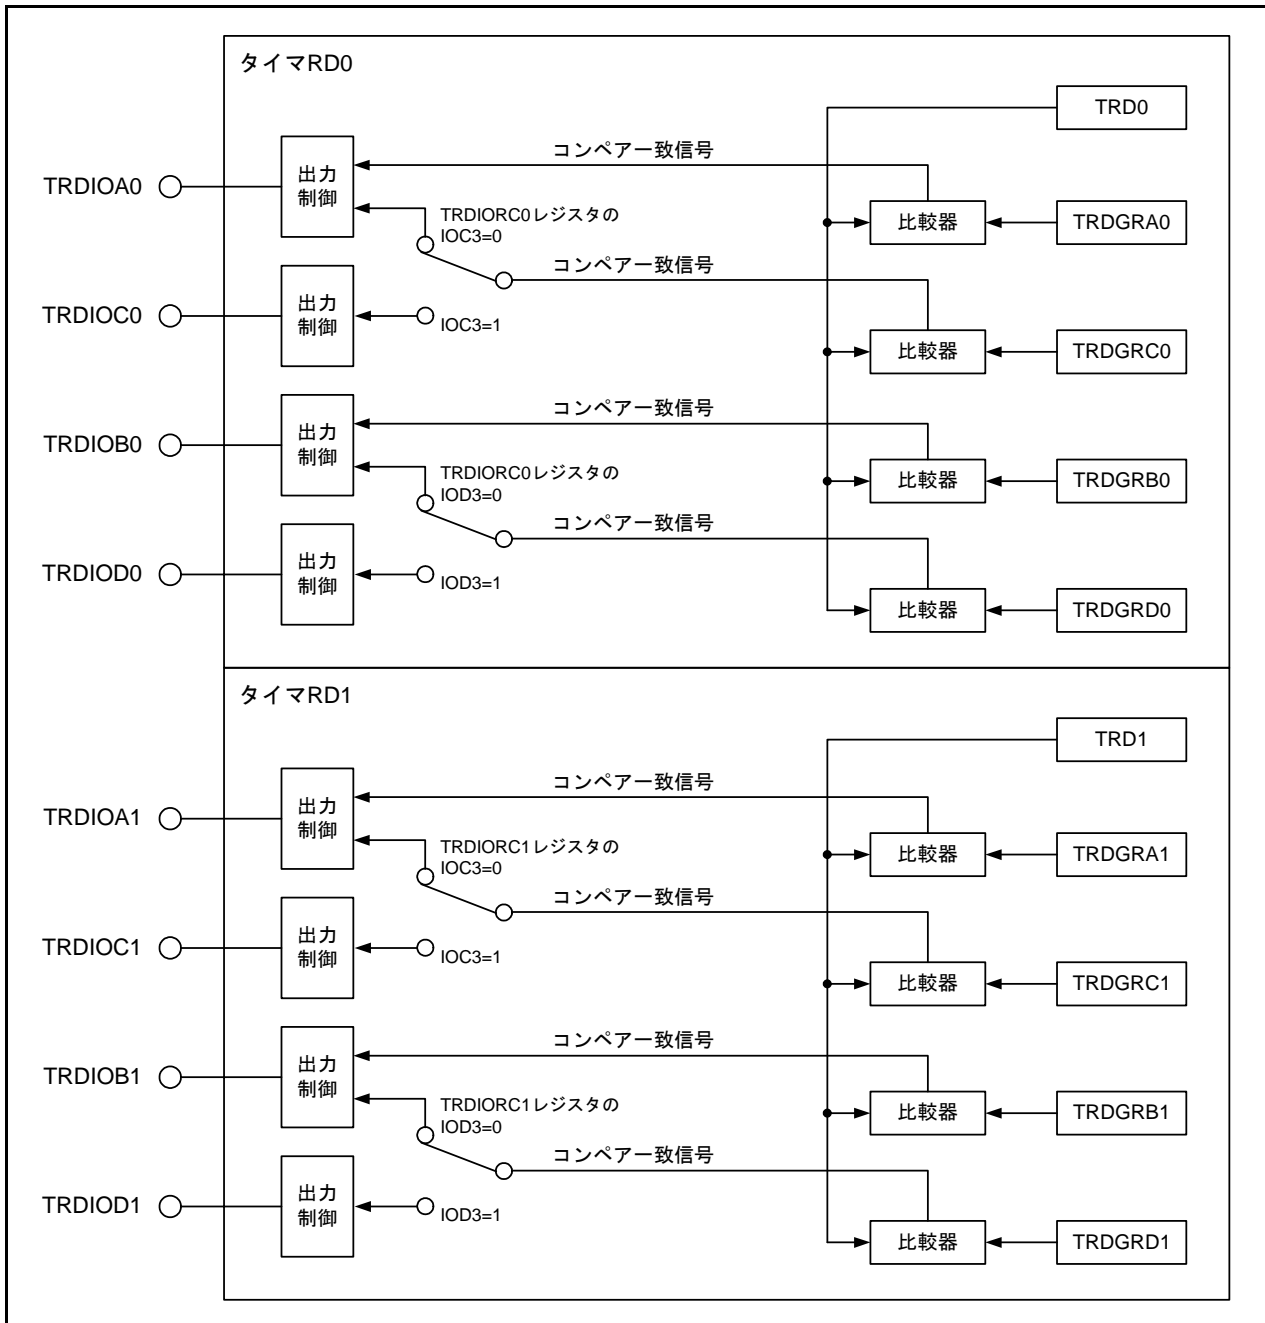 タイマRD0
TRD0
コンペア一致信号
出力
制御
TRDIOA0
TRDIORC0レジスタの
IOC3=0
比較器
TRDGRA0
コンペア一致信号
出力
制御
TRDIOC0
IOC3=1
比較器
TRDGRC0
コンペア一致信号
出力
制御
TRDIOB0
TRDIORC0レジスタの
IOD3=0
比較器
TRDGRB0
コンペア一致信号
出力
制御
TRDIOD0
IOD3=1
比較器
TRDGRD0
タイマRD1
TRD1
コンペア一致信号
出力
制御
TRDIOA1
TRDIORC1レジスタの
IOC3=0
比較器
TRDGRA1
コンペア一致信号
出力
制御
TRDIOC1
IOC3=1
比較器
TRDGRC1
コンペア一致信号
出力
制御
TRDIOB1
TRDIORC1レジスタの
IOD3=0
比較器
TRDGRB1
コンペア一致信号
出力
制御
TRDIOD1
IOD3=1
比較器
TRDGRD1